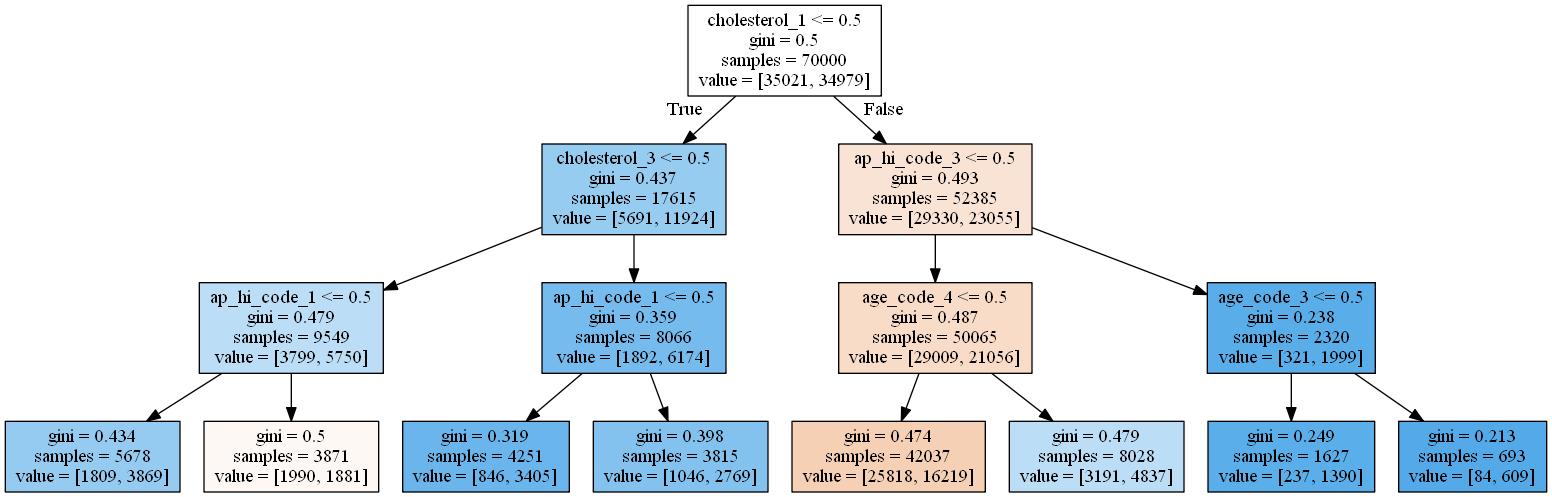 cholesterol_1 <= 0.5
gini = 0.5
samples = 70000
value = [35021, 34979]
True
False
cholesterol_3 <= 0.5
gini = 0.437
samples = 17615
value = [5691, 11924]
ap_hi_code_3 <= 0.5
gini = 0.493
samples = 52385
value = [29330, 23055]
ap_hi_code_1 <= 0.5
gini = 0.479
samples = 9549
value = [3799, 5750]
ap_hi_code_1 <= 0.5
gini = 0.359
samples = 8066
value = [1892, 6174]
age_code_4 <= 0.5
gini = 0.487
samples = 50065
value = [29009, 21056]
age_code_3 <= 0.5
gini = 0.238
samples = 2320
value = [321, 1999]
gini = 0.434
samples = 5678
value = [1809, 3869]
gini = 0.5
samples = 3871
value = [1990, 1881]
gini = 0.319
samples = 4251
value = [846, 3405]
gini = 0.398
samples = 3815
value = [1046, 2769]
gini = 0.474
samples = 42037
value = [25818, 16219]
gini = 0.479
samples = 8028
value = [3191, 4837]
gini = 0.249
samples = 1627
value = [237, 1390]
gini = 0.213
samples = 693
value = [84, 609]